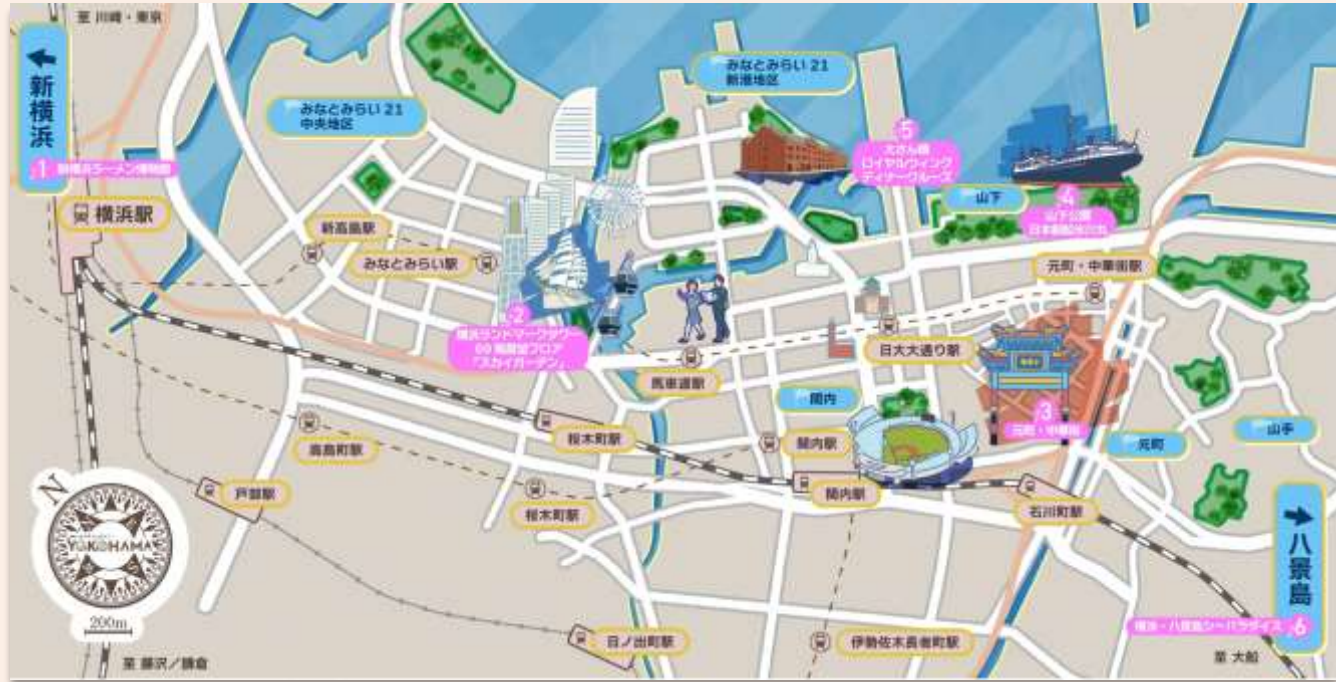 至 川崎・東京
新横浜
1 新横浜ラーメン博物館
横浜駅
みなとみらい 21
中央地区
みなとみらい 21
新港地区
5
大さん橋
ロイヤルウィング
ディナークルーズ
山下
4
山下公園
新高島駅
みなとみらい駅
元町・中華街駅
2
横浜ランドマークタワー
69 階展望フロア
「スカイガーデン」
馬車道駅
日大大通り駅
関内
3
元町・中華街
元町
山手
桜木町駅
高島町駅
関内駅
戸部駅
桜木町駅
関内駅
石川町駅
八景島
N
YOKOHAMA
200m
日ノ出町駅
伊勢佐木長者町駅
横浜・八景島シーパラダイス 6
至 藤沢／鎌倉
至 大船